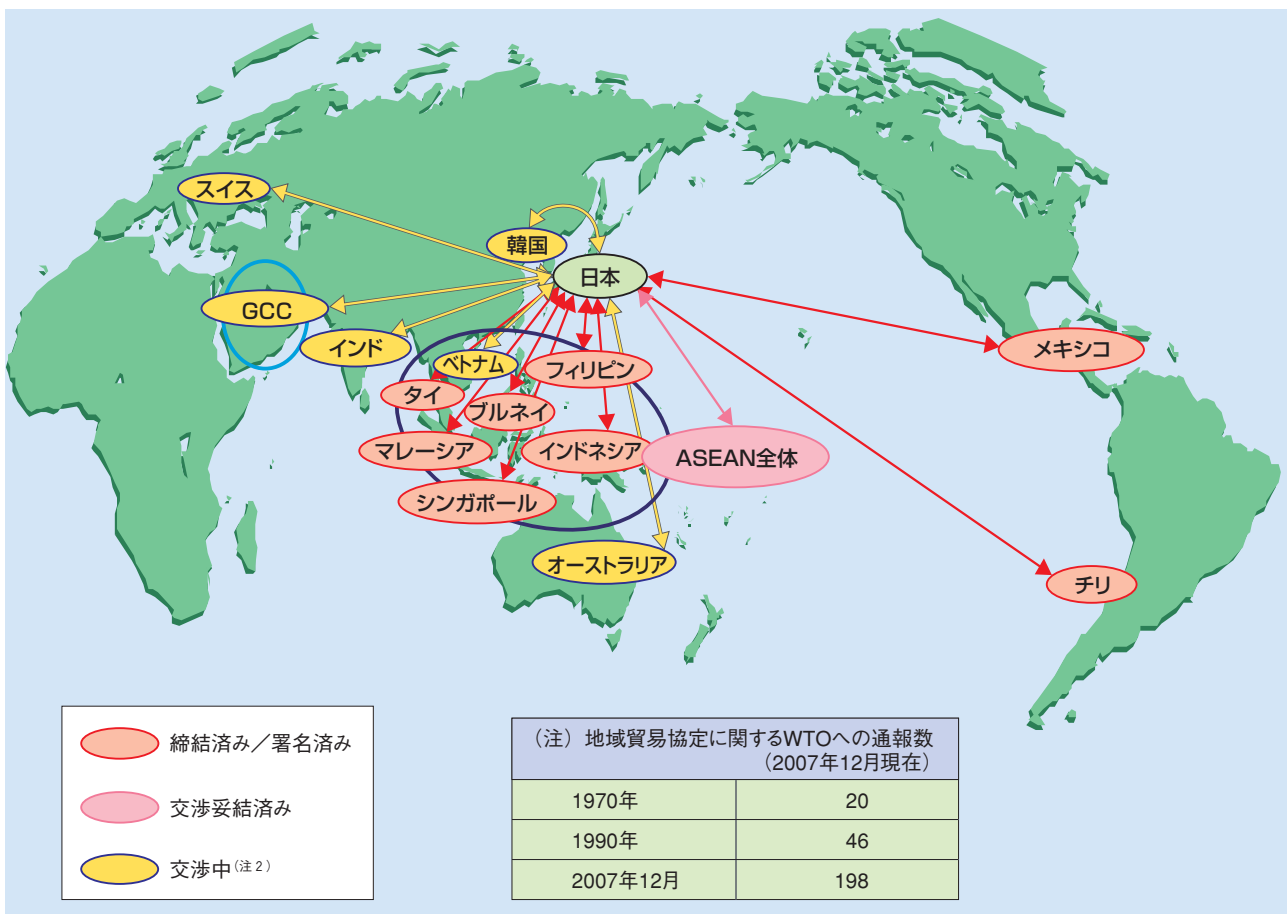 スイス
韓国
日本
GCC
インド
ベトナム
フィリピン
タイ
ブルネイ
メキシコ
マレーシア
インドネシア
ASEAN全体
シンガポール
オーストラリア
チリ
締結済み／署名済み
交渉妥結済み
交渉中(注2)
(注)地域貿易協定に関するWTOへの通報数
(2007年12月現在)
1970年 20
1990年 46
2007年12月 198